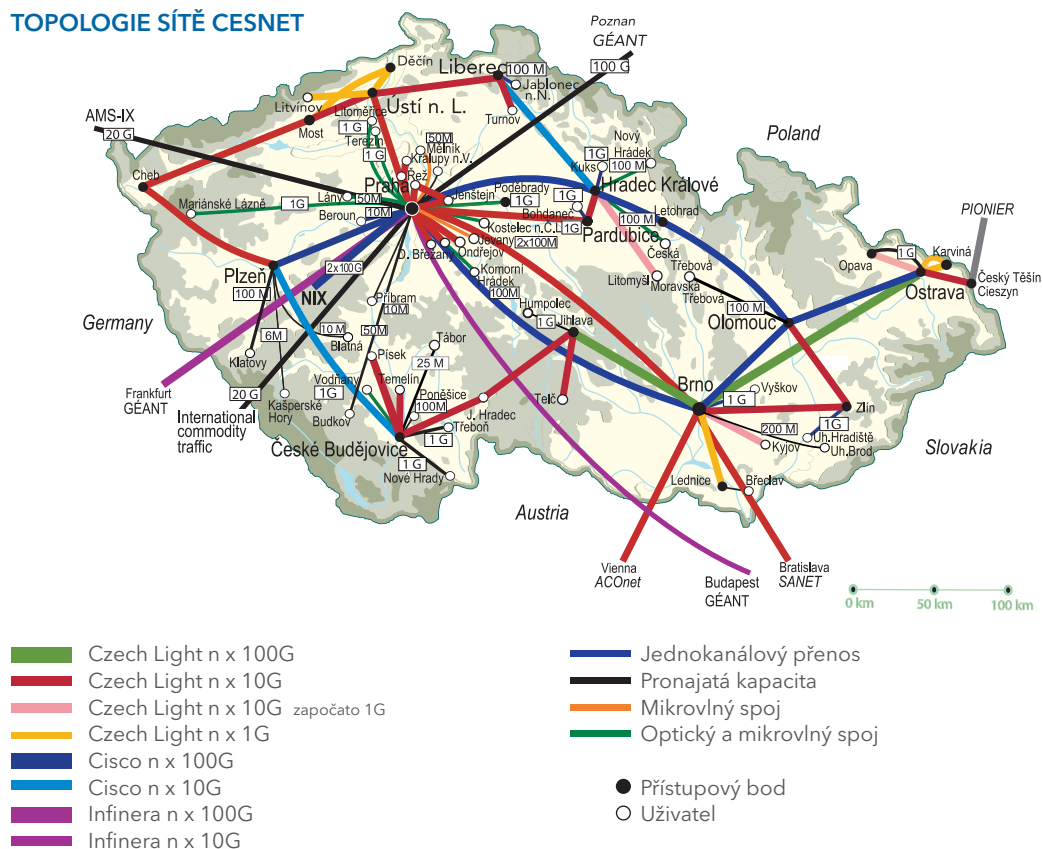 TOPOLOGIE SÍTĚ CESNET
Poznan
GÉANT
100 G
Děčín
Liberec
100 M
Jablonec
n.N.
Litvínov
Ústí n. L.
Litoměřice
Turnov
AMS-IX
20 G
Most
1 G
Terezín
1 G
50M
Mělník
Kralupy n.V.
Nový
Hrádek
Poland
1G
Kuks
100 M
Cheb
Řež
Praha
Hradec Králové
Lány
50M
Jenštejn
Poděbrady
1G
1G
Mariánské Lázně
1G
Beroun
10M
Bohdaneč
Letohrad
100 M
PIONIER
Kostelec n.Č.L.
1G
Pardubice
Jevany
2x100M
Česká
Třebová
D. Břežany
Ondřejov
1G
Karviná
Opava
Plzeň
2x100G
Komorní
Hrádek
Litomyšl
Moravská
Třebová
Český Těšín
Cieszyn
Ostrava
100 M
NIX
100M
Příbram
10M
Humpolec
100 M
Olomouc
Germany
6M
10 M
50M
1 G
Jihlava
Blatná
Tábor
Klatovy
Písek
25 M
Brno
Frankfurt
GÉANT
20 G
Vodňany
1G
Temelín
Poněšice
100M
Telč
1 G
Vyškov
Zlín
International
commodity
traffic
Kašperské
Hory
Budkov
J. Hradec
Třeboň
1 G
200 M
1G
Uh.Hradiště
Kyjov
Uh.Brod
Slovakia
České Budějovice
1 G
Nové Hrady
Lednice
Břeclav
Austria
Vienna
ACOnet
Budapest
GÉANT
Bratislava
SANET
0 km
50 km
100 km
Czech Light n x 100G
Czech Light n x 10G
Czech Light n x 10G započato 1G
Czech Light n x 1G
Cisco n x 100G
Cisco n x 10G
Infinera n x 100G
Infinera n x 10G
Jednokanálový přenos
Pronajatá kapacita
Mikrovlný spoj
Optický a mikrovlný spoj
Přístupový bod
Uživatel